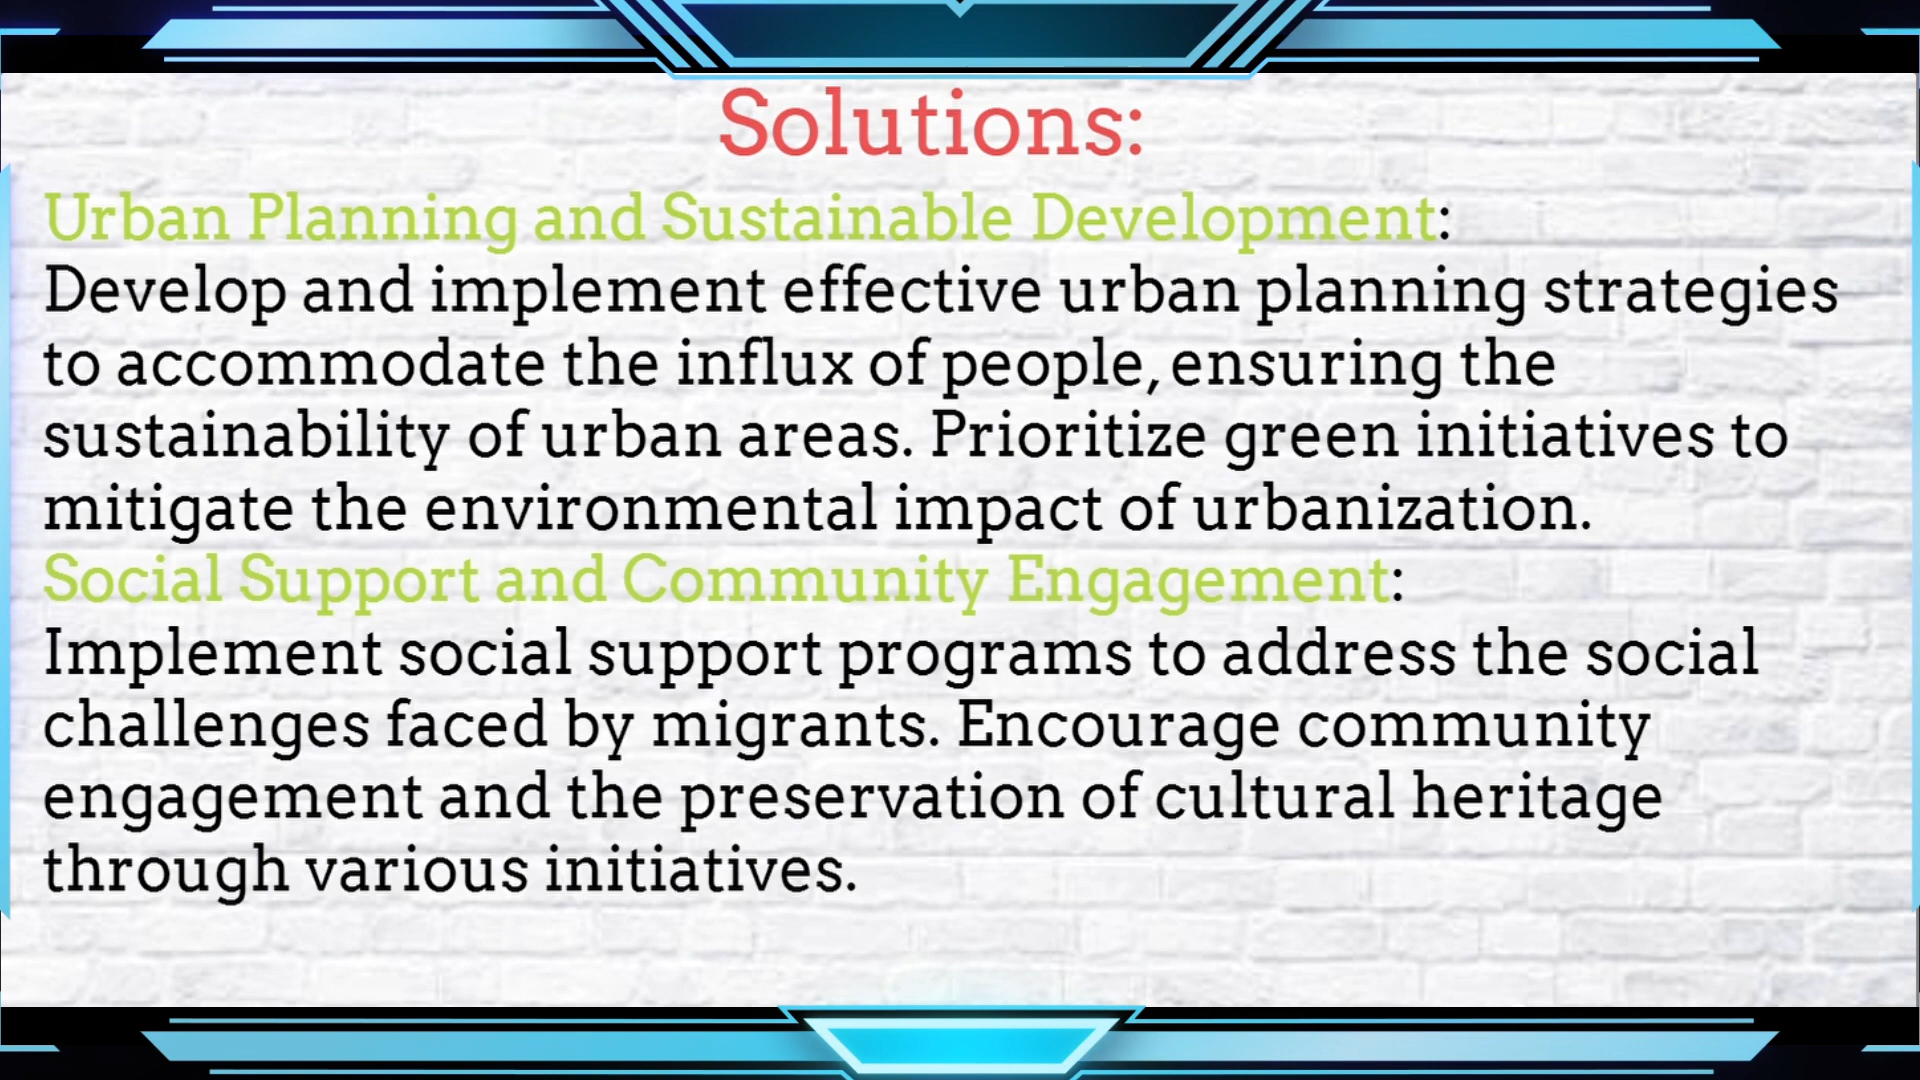 Solutions:
Urban Planning and Sustainable Development:
Develop and implement effective urban planning strategies
to accommodate the influx of people, ensuring the
sustainability of urban areas. Prioritize green initiatives to
mitigate the environmental impact of urbanization.
Social Support and Community Engagement:
Implement social support programs to address the social
challenges faced by migrants. Encourage community
engagement and the preservation of cultural heritage
through various initiatives.